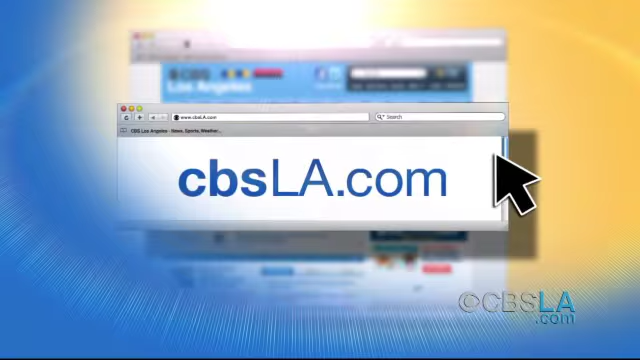 CBS
Los Angeles
www.cbsLA.com
Search
CBS Los Angeles - News, Sports, Weather,...
cbsLA.com
©CBSLA
.com